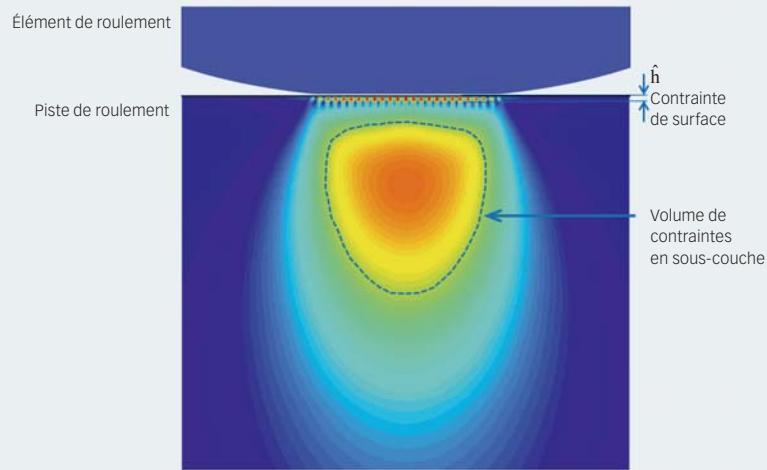 Élément de roulement
Piste de roulement
ĥ
Contrainte
de surface
Volume de
contraintes
en sous-couche